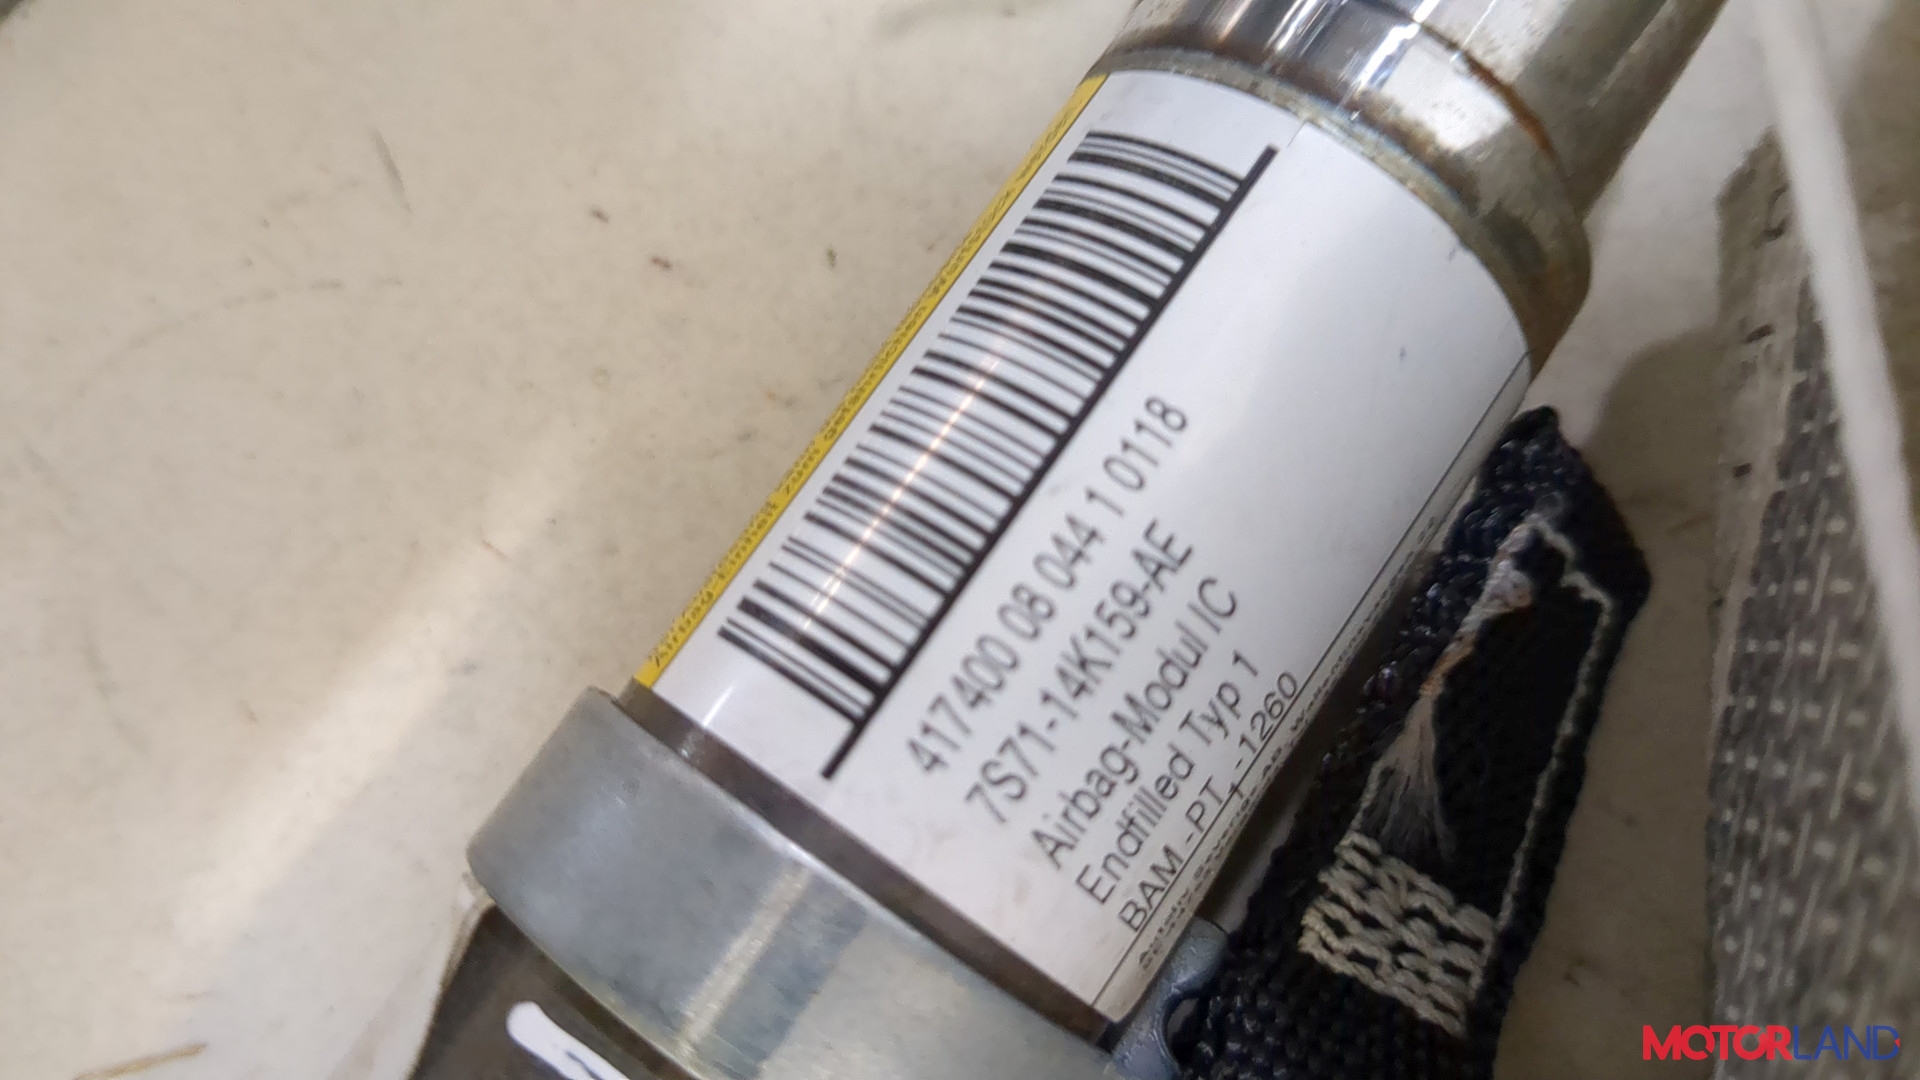 417400 08 044 1 0118
7S71-14K159-AE
Airbag-Modul IC
Endfilled Typ 1
BAM -PT 1 -1260
MOTORLAND